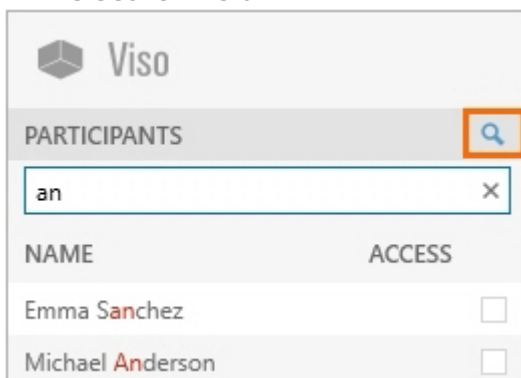 Viso
PARTICIPANTS
an
NAME ACCESS
Emma Sanchez
Michael Anderson